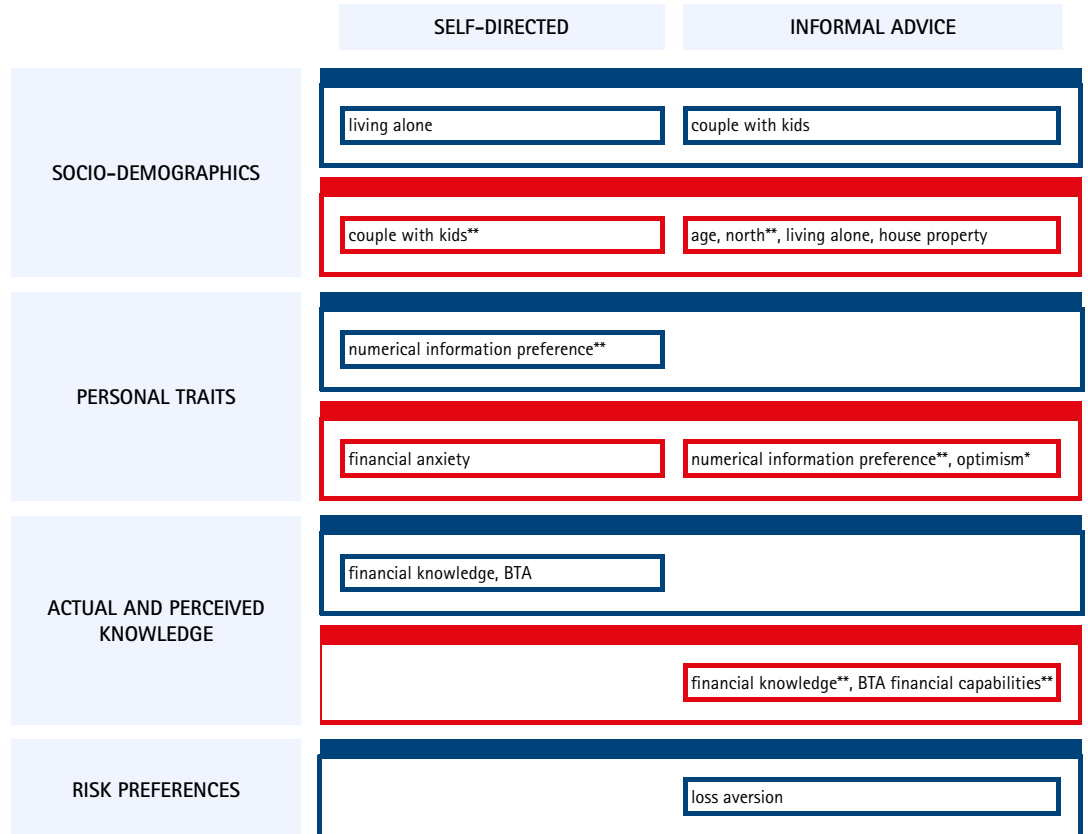 SELF-DIRECTED
INFORMAL ADVICE
SOCIO-DEMOGRAPHICS
living alone
couple with kids
couple with kids**
age, north**, living alone, house property
PERSONAL TRAITS
numerical information preference**
financial anxiety
numerical information preference**, optimism*
ACTUAL AND PERCEIVED
KNOWLEDGE
financial knowledge, BTA
financial knowledge**, BTA financial capabilities**
RISK PREFERENCES
loss aversion